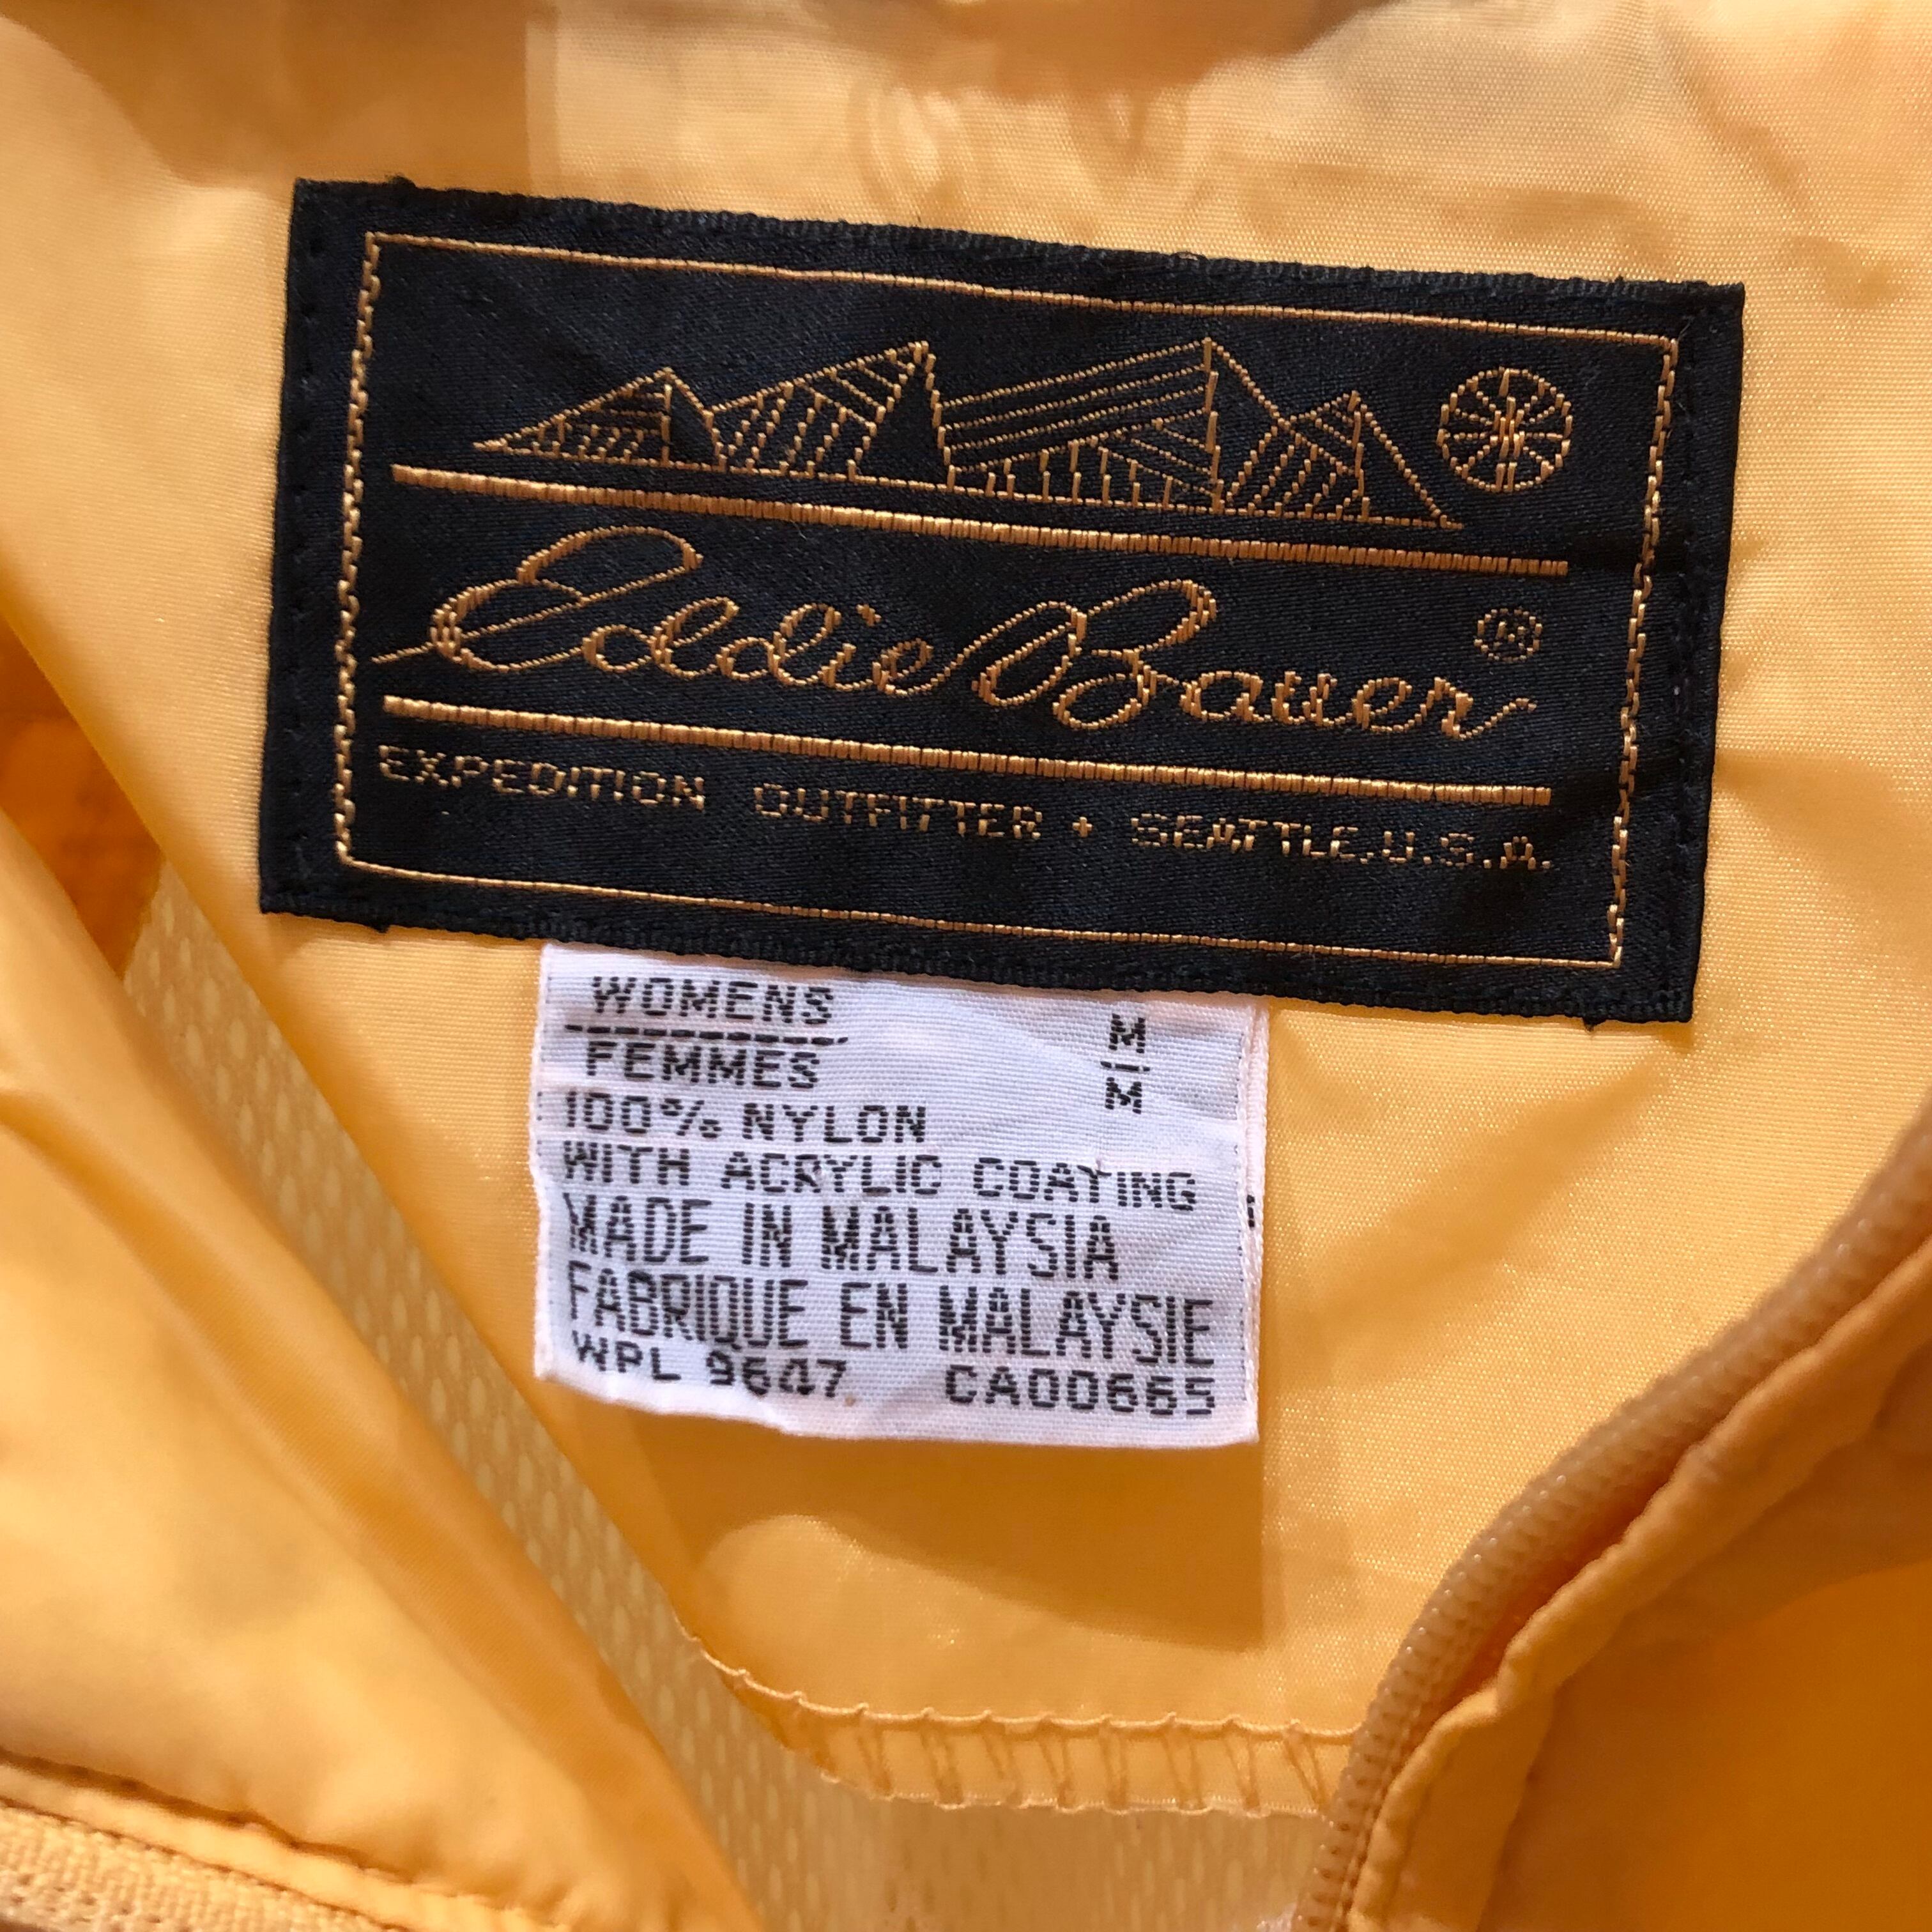 Eddie Bauer ®
EXPEDITION OUTFITTER + SEATTLE, U.S.A.
WOMENS M
FEMMES M
100% NYLON
WITH ACRYLIC COATING
MADE IN MALAYSIA
FABRIQUE EN MALAYSIE
WPL 9647 CA00665